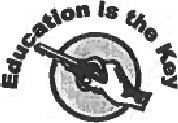 Education is the Key